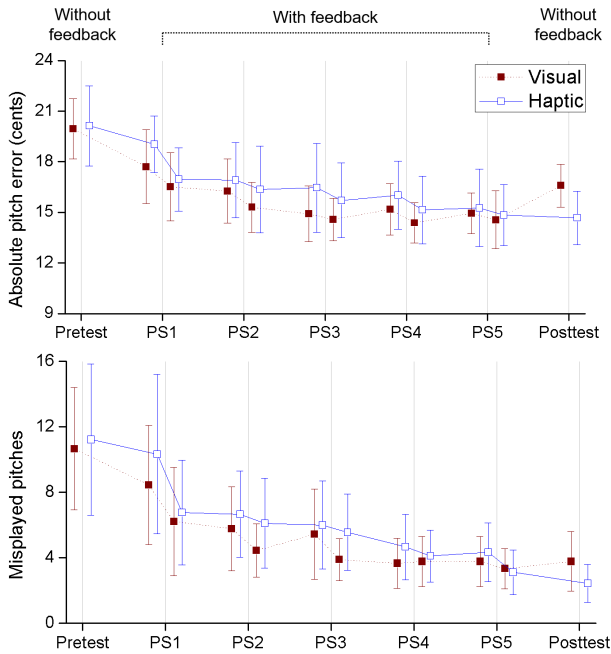 Without feedback
With feedback
Without feedback
Absolute pitch error (cents)
24
21
18
15
12
9
Visual
Haptic
Pretest PS1 PS2 PS3 PS4 PS5 Posttest
Misplayed pitches
16
12
8
4
0
Pretest PS1 PS2 PS3 PS4 PS5 Posttest